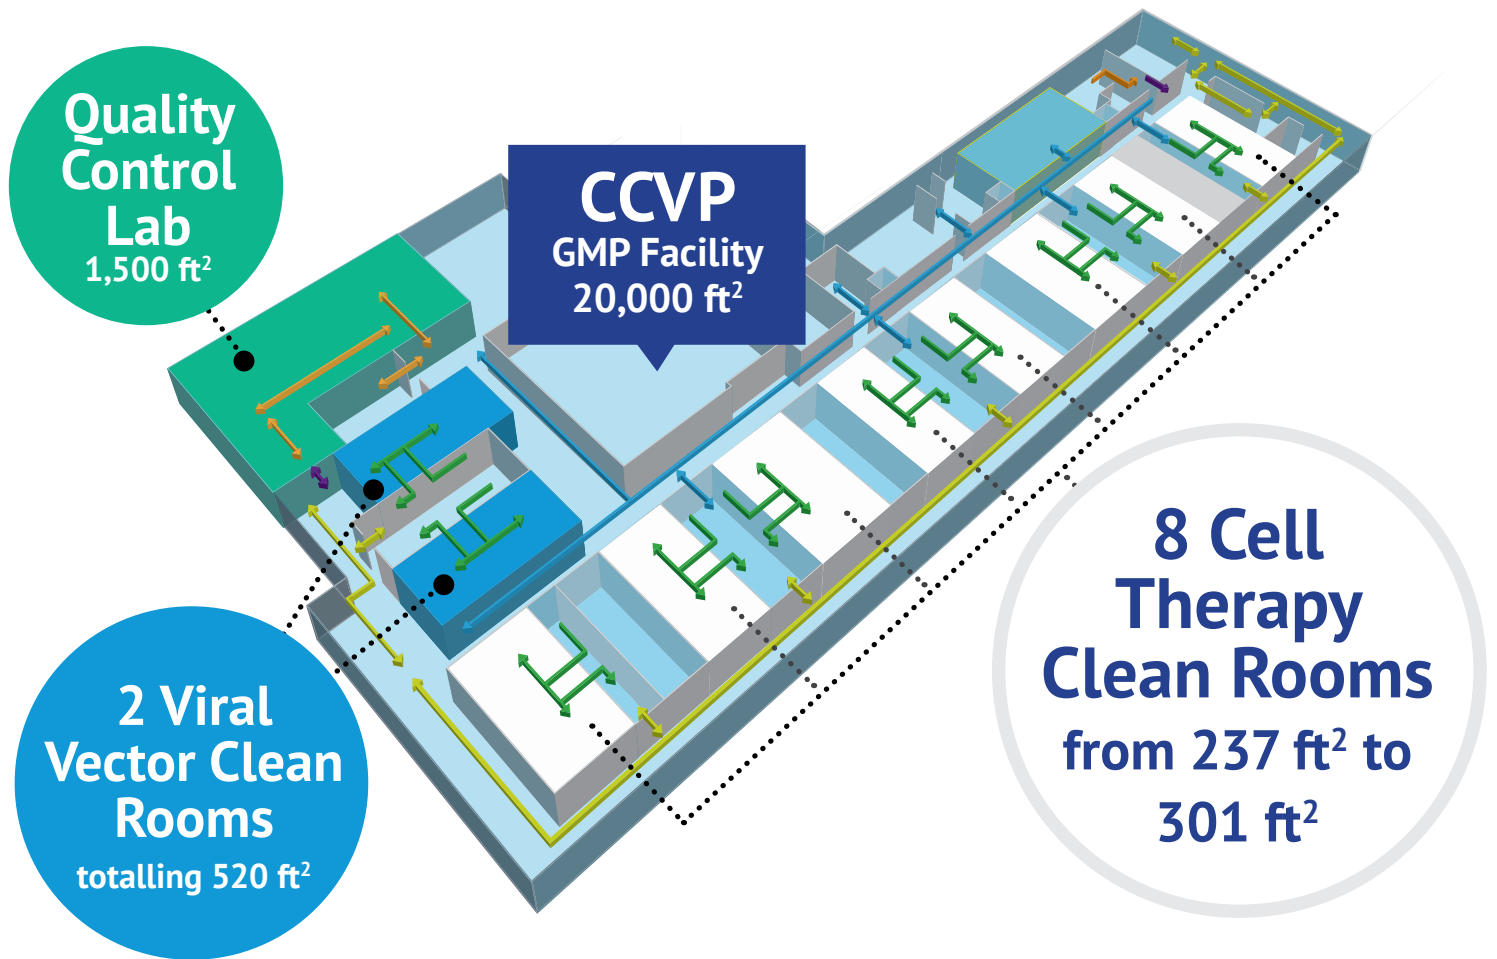 Quality
Control
Lab
1,500 ft²
CCVP
GMP Facility
20,000 ft²
2 Viral
Vector Clean
Rooms
totalling 520 ft²
8 Cell
Therapy
Clean Rooms
from 237 ft² to
301 ft²